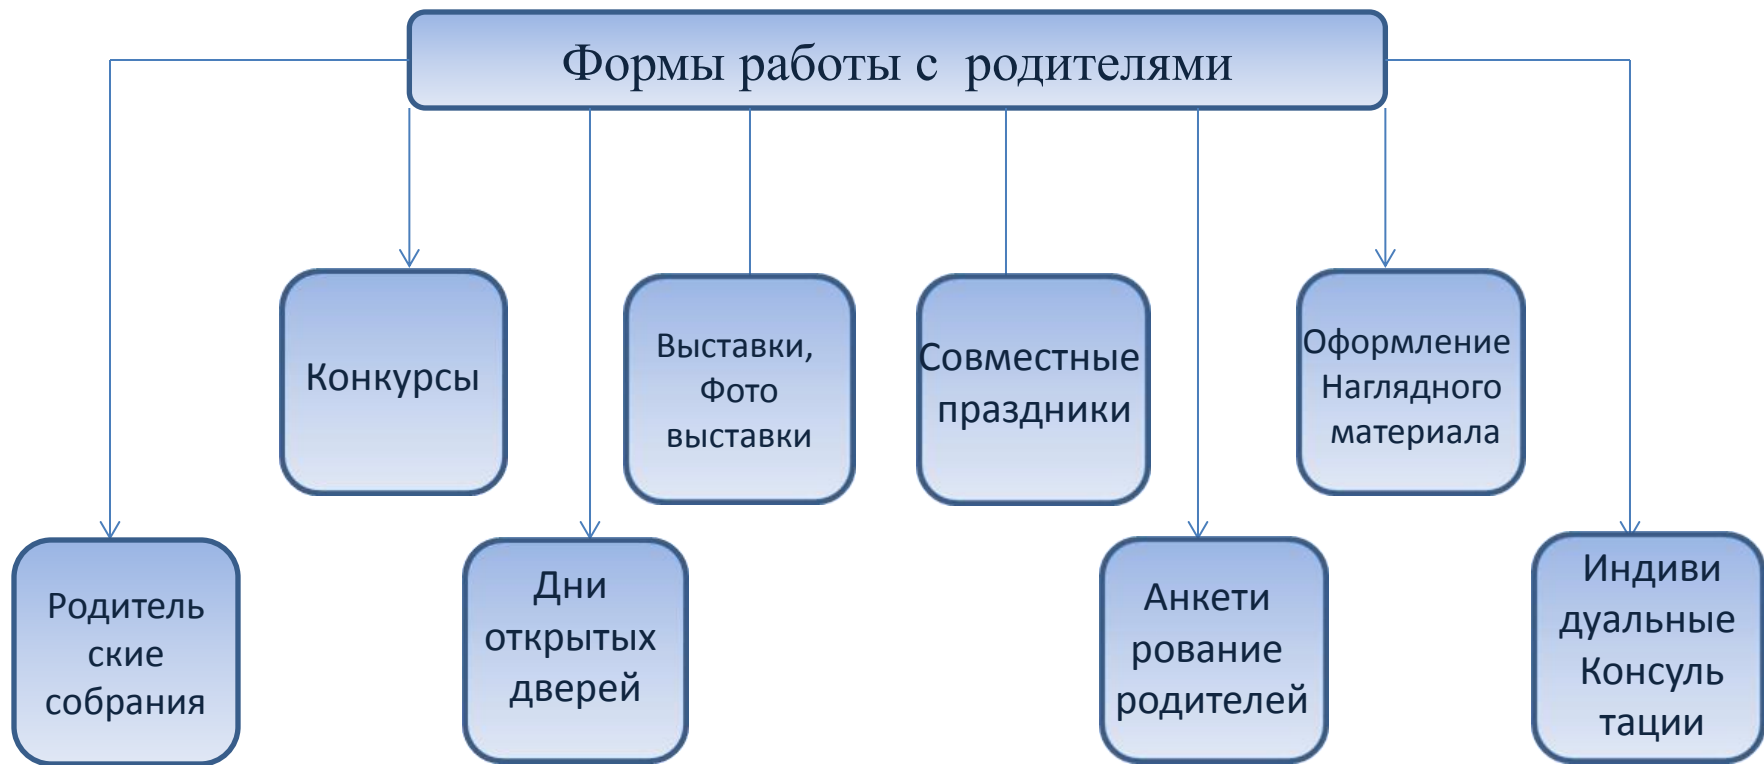 Формы работы с родителями
Конкурсы
Выставки,
Фото
выставки
Совместные
праздники
Оформление
Наглядного
материала
Родитель
ские
собрания
Дни
открытых
дверей
Анкети
рование
родителей
Индиви
дуальные
Консуль
тации